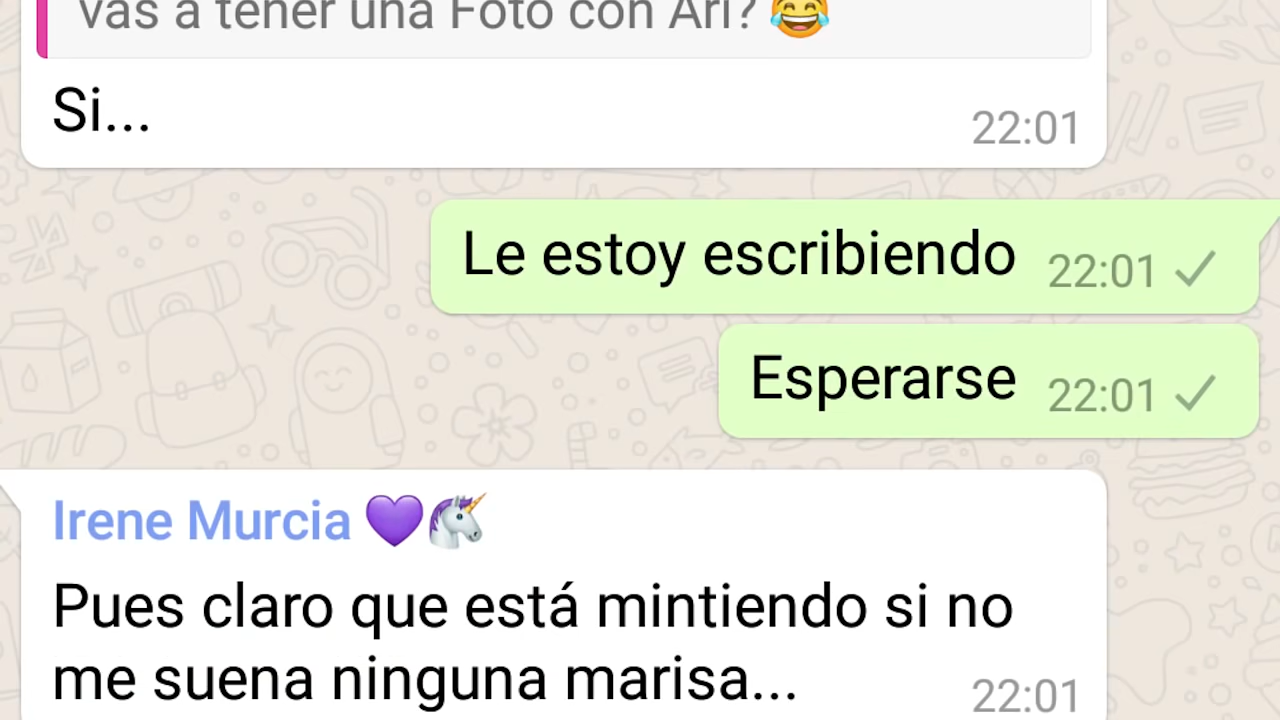 vas a tener una Foto con Ari? 😂
Si...
22:01
Le estoy escribiendo 22:01
Esperarse 22:01
Irene Murcia 💜🦄
Pues claro que está mintiendo si no
me suena ninguna marisa...
22:01